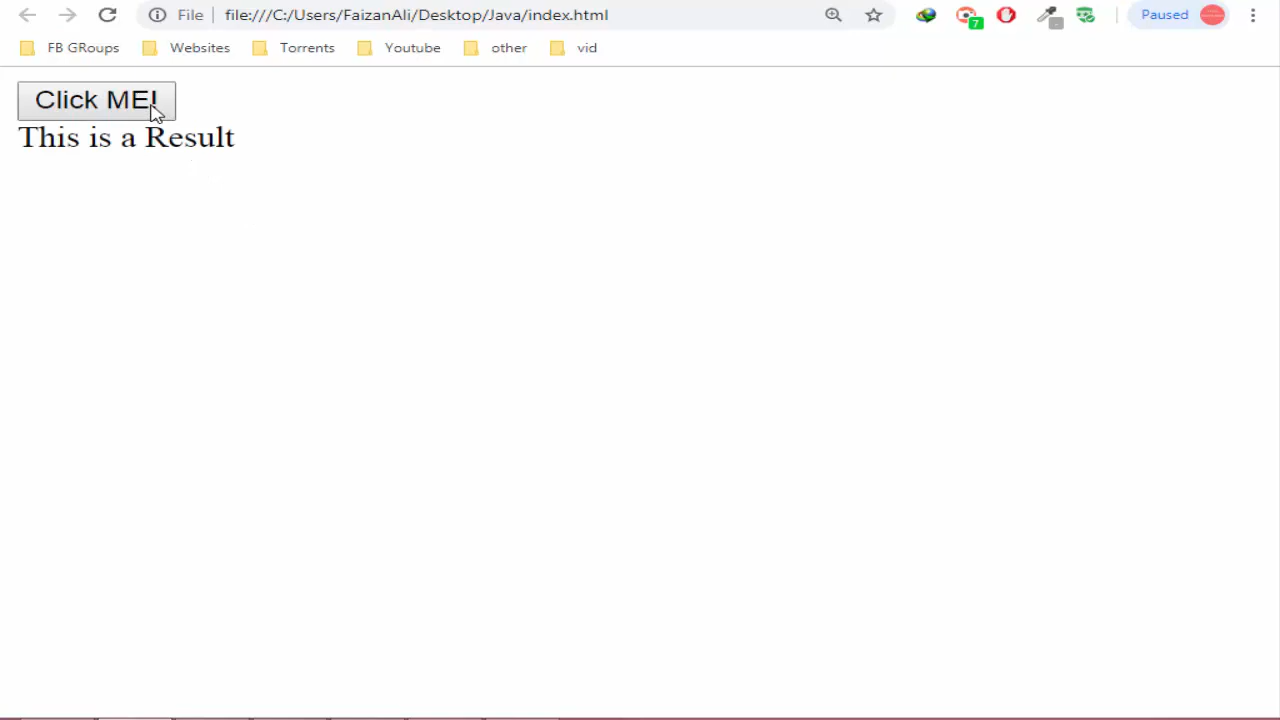 File file:///C:/Users/FaizanAli/Desktop/Java/index.html 7 Paused
FB GRoups Websites Torrents Youtube other vid
Click ME!
This is a Result